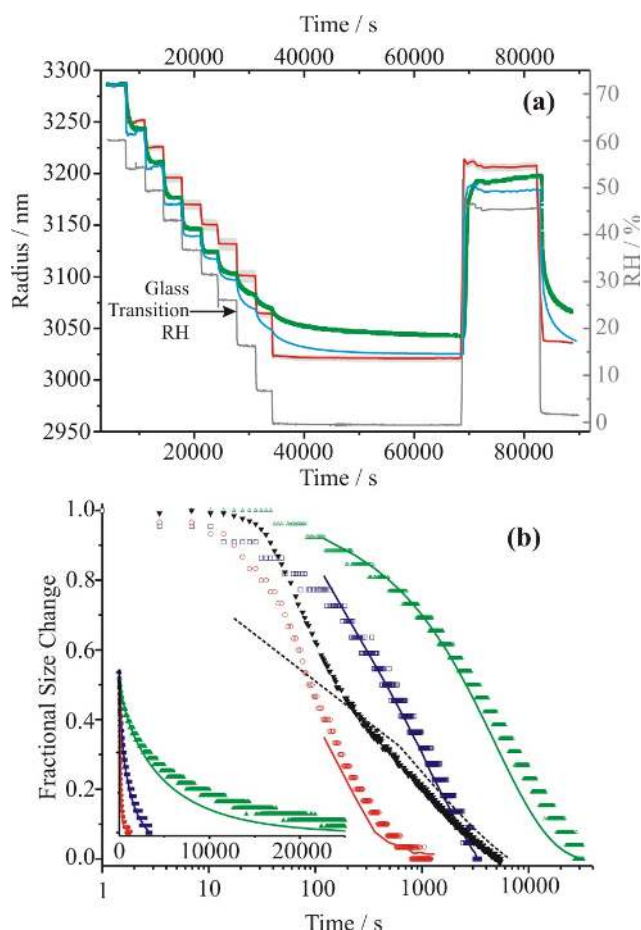 Time / s
20000 40000 60000 80000
(a)
3300
3250
3200
3150
3100
3050
3000
2950
Radius / nm
70
60
50
40
30
20
10
0
RH / %
Glass
Transition
RH
20000 40000 60000 80000
Time / s
(b)
1.0
0.8
0.6
0.4
0.2
0.0
Fractional Size Change
0 10000 20000
1 10 100 1000 10000
Time / s